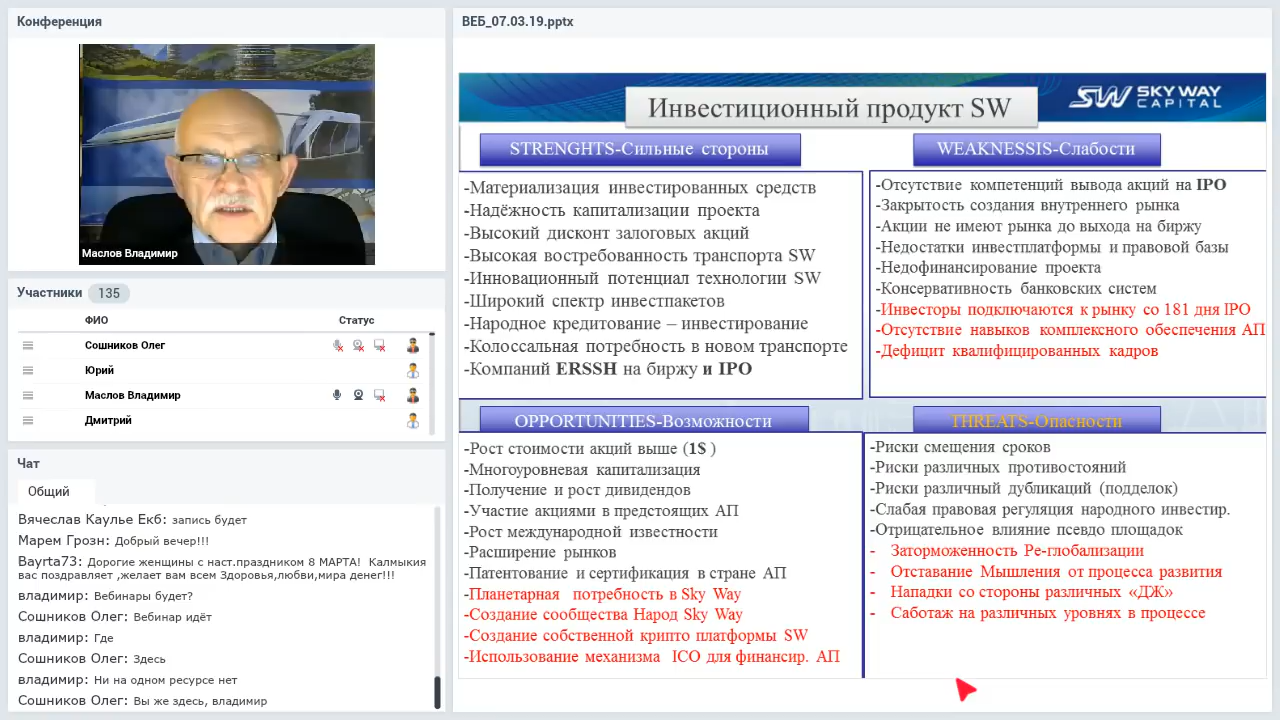 Конференция
Маслов Владимир
Участники 135
ФИО Статус
Сошников Олег
Юрий
Маслов Владимир
Дмитрий
Чат
Общий
Вячеслав Каулье Екб: запись будет
Марем Грозн: Добрый вечер!!!
Bayrta73: Дорогие женщины с наст.праздником 8 МАРТА! Калмыкия
вас поздравляет ,желает вам всем Здоровья,любви,мира денег!!!
владимир: Вебинары будет?
Сошников Олег: Вебинар идёт
владимир: Где
Сошников Олег: Здесь
владимир: Ни на одном ресурсе нет
Сошников Олег: Вы же здесь, владимир
ВЕБ_07.03.19.pptx
Инвестиционный продукт SW
SW SKY WAY
CAPITAL
STRENGHTS-Сильные стороны
-Материализация инвестированных средств
-Надёжность капитализации проекта
-Высокий дисконт залоговых акций
-Высокая востребованность транспорта SW
-Инновационный потенциал технологии SW
-Широкий спектр инвестпакетов
-Народное кредитование – инвестирование
-Колоссальная потребность в новом транспорте
-Компаний ERSSH на биржу и IPO
WEAKNESSIS-Слабости
-Отсутствие компетенций вывода акций на IPO
-Закрытость создания внутреннего рынка
-Акции не имеют рынка до выхода на биржу
-Недостатки инвестплатформы и правовой базы
-Недофинансирование проекта
-Консервативность банковских систем
-Инвесторы подключаются к рынку со 181 дня IPO
-Отсутствие навыков комплексного обеспечения АП
-Дефицит квалифицированных кадров
OPPORTUNITIES-Возможности
-Рост стоимости акций выше (1$ )
-Многоуровневая капитализация
-Получение и рост дивидендов
-Участие акциями в предстоящих АП
-Рост международной известности
-Расширение рынков
-Патентование и сертификация в стране АП
-Планетарная потребность в Sky Way
-Создание сообщества Народ Sky Way
-Создание собственной крипто платформы SW
-Использование механизма ICO для финансир. АП
THREATS-Опасности
-Риски смещения сроков
-Риски различных противостояний
-Риски различный дубликаций (подделок)
-Слабая правовая регуляция народного инвестир.
-Отрицательное влияние псевдо площадок
- Заторможенность Ре-глобализации
- Отставание Мышления от процесса развития
- Нападки со стороны различных «ДЖ»
- Саботаж на различных уровнях в процессе